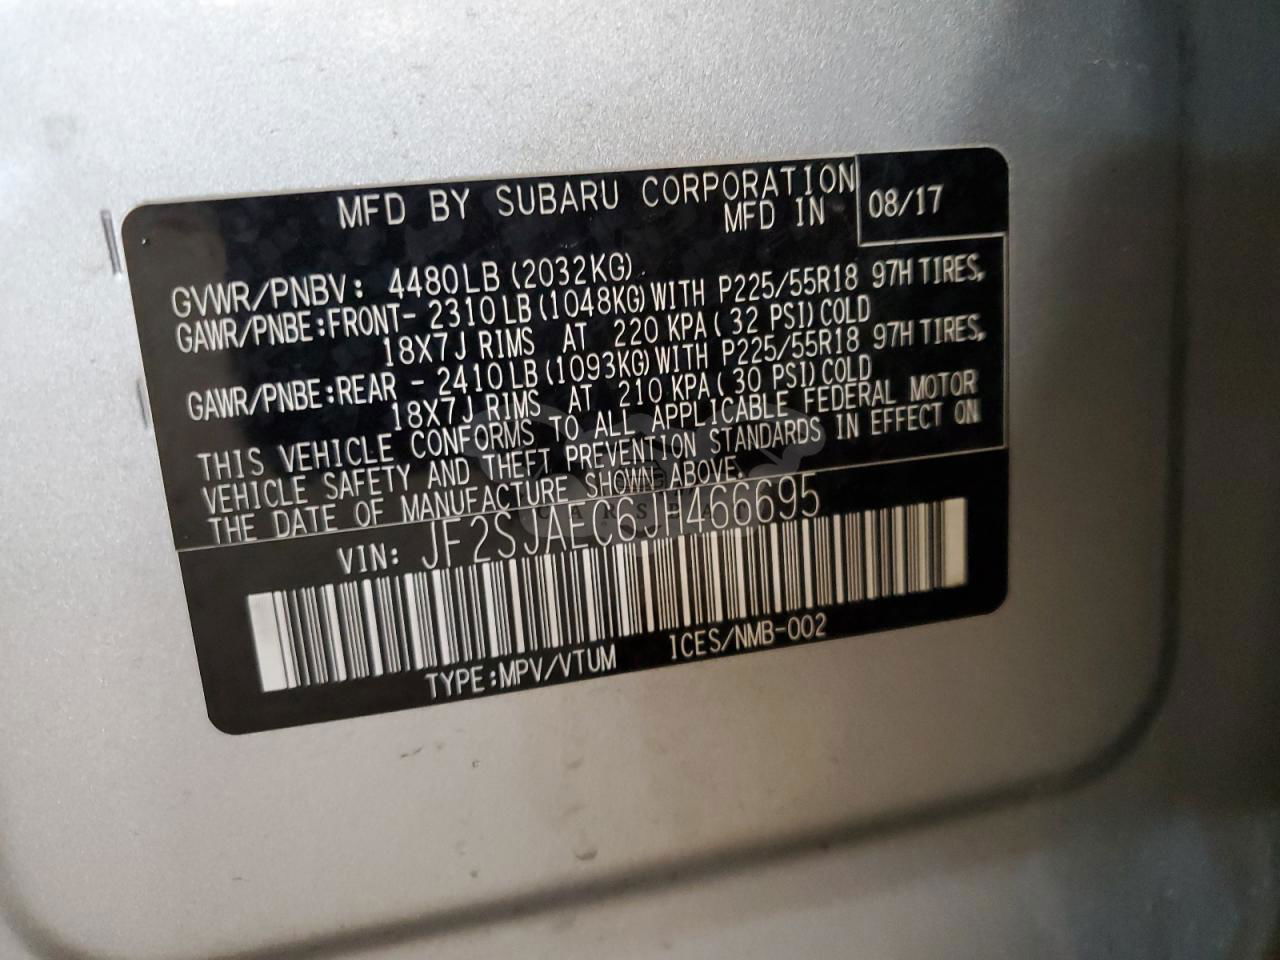 MFD BY SUBARU CORPORATION
MFD IN 08/17
GVWR/PNBV: 4480LB (2032KG)
GAWR/PNBE:FRONT- 2310LB (1048KG) WITH P225/55R18 97H TIRES,
18X7J RIMS AT 220 KPA ( 32 PSI) COLD
GAWR/PNBE:REAR - 2410LB (1093KG) WITH P225/55R18 97H TIRES,
18X7J RIMS AT 210 KPA ( 30 PSI) COLD
THIS VEHICLE CONFORMS TO ALL APPLICABLE FEDERAL MOTOR
VEHICLE SAFETY AND THEFT PREVENTION STANDARDS IN EFFECT ON
THE DATE OF MANUFACTURE SHOWN ABOVE.
VIN:
TYPE:MPV/VTUM ICES/NMB-002